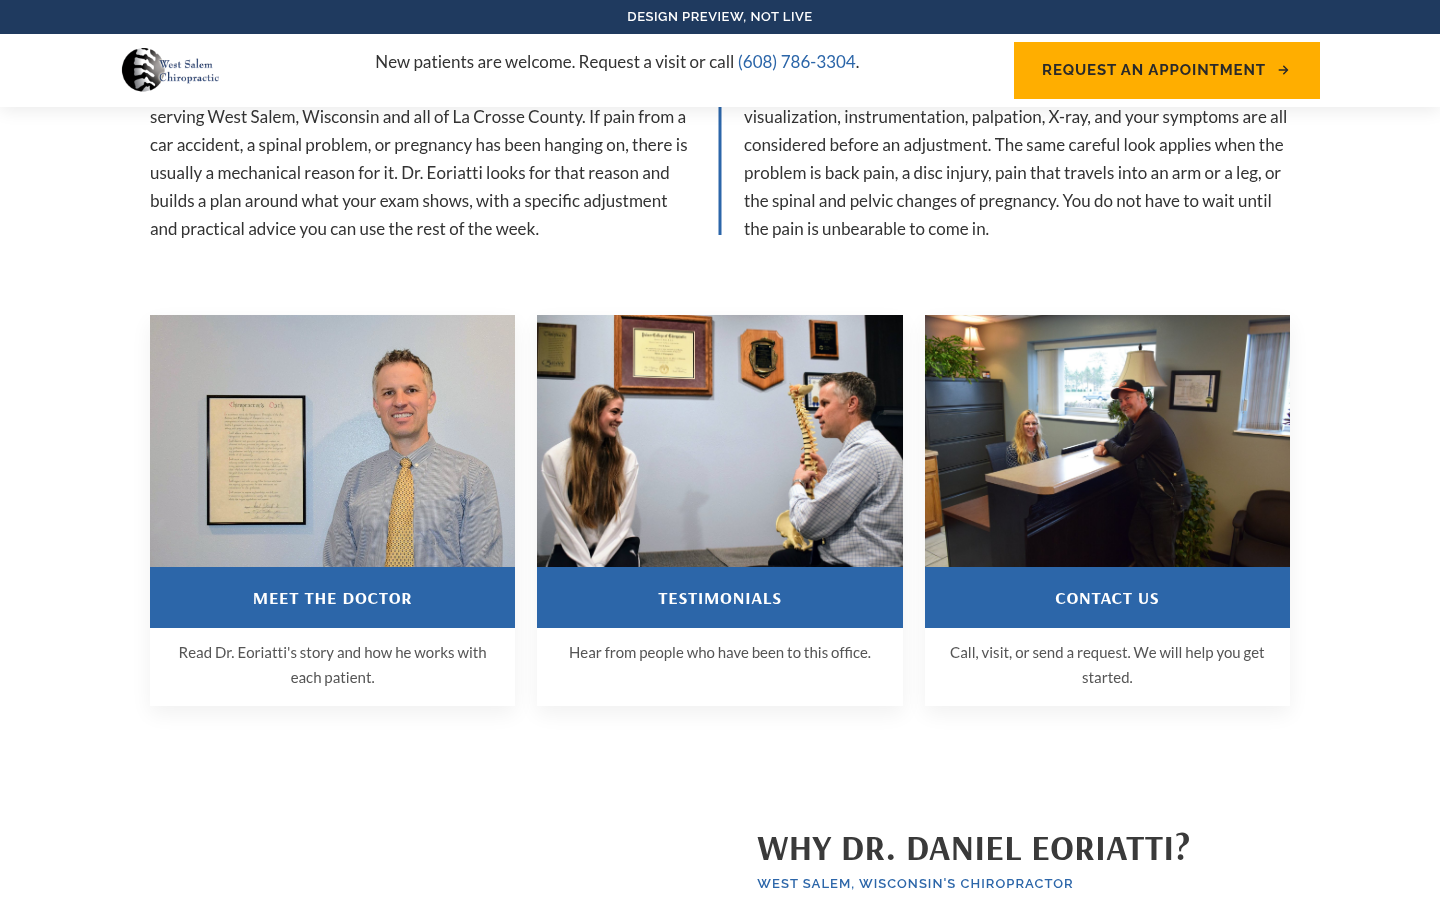 DESIGN PREVIEW, NOT LIVE
West Salem
Chiropractic
New patients are welcome. Request a visit or call (608) 786-3304.
REQUEST AN APPOINTMENT →
serving West Salem, Wisconsin and all of La Crosse County. If pain from a
car accident, a spinal problem, or pregnancy has been hanging on, there is
usually a mechanical reason for it. Dr. Eoriatti looks for that reason and
builds a plan around what your exam shows, with a specific adjustment
and practical advice you can use the rest of the week.
visualization, instrumentation, palpation, X-ray, and your symptoms are all
considered before an adjustment. The same careful look applies when the
problem is back pain, a disc injury, pain that travels into an arm or a leg, or
the spinal and pelvic changes of pregnancy. You do not have to wait until
the pain is unbearable to come in.
MEET THE DOCTOR
Read Dr. Eoriatti's story and how he works with
each patient.
TESTIMONIALS
Hear from people who have been to this office.
CONTACT US
Call, visit, or send a request. We will help you get
started.
WHY DR. DANIEL EORIATTI?
WEST SALEM, WISCONSIN'S CHIROPRACTOR